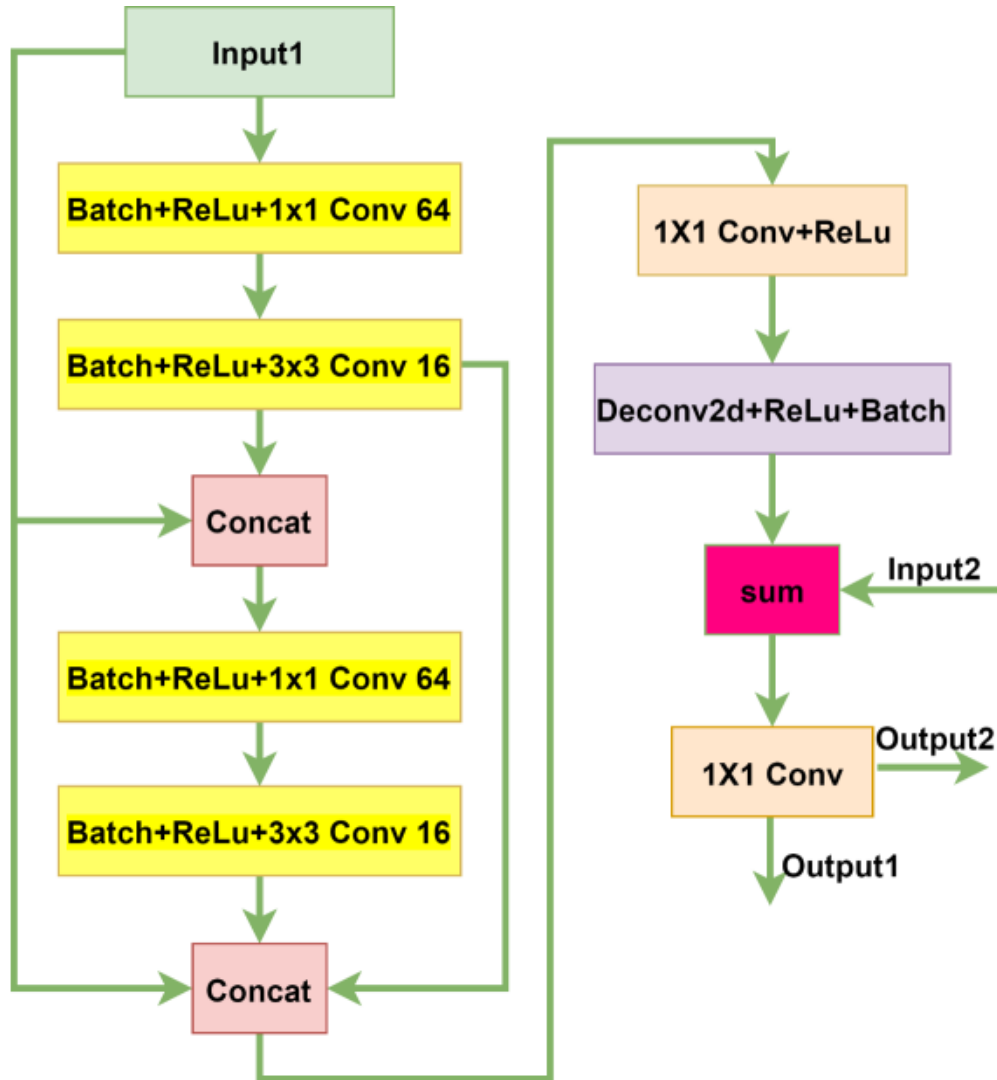 Input1
Batch+ReLu+1x1 Conv 64
Batch+ReLu+3x3 Conv 16
Concat
Batch+ReLu+1x1 Conv 64
Batch+ReLu+3x3 Conv 16
Concat
1X1 Conv+ReLu
Deconv2d+ReLu+Batch
sum
Input2
1X1 Conv
Output2
Output1